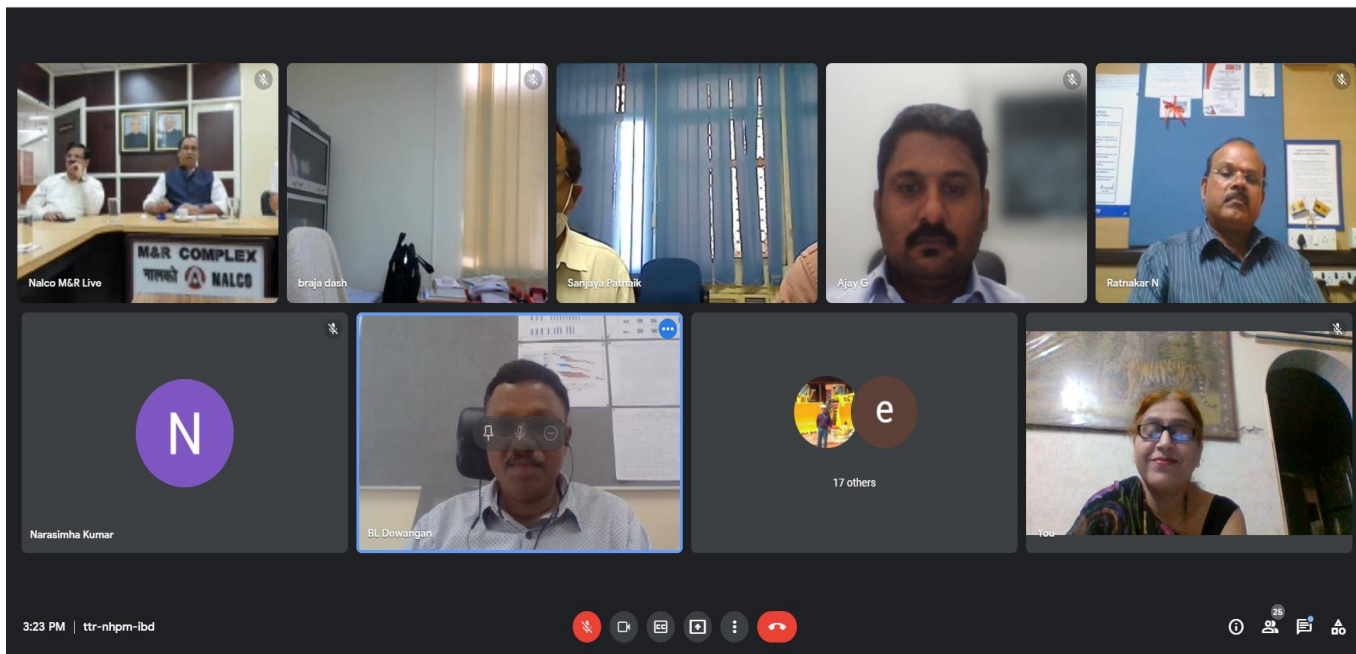 M&R COMPLEX
नालको NALCO
Nalco M&R Live
braja dash
Sanjaya Patnaik
Ajay G
Ratnakar N
N
Narasimha Kumar
BL Dewangan
e
17 others
You
3:23 PM | ttr-nhpm-ibd
CC
25